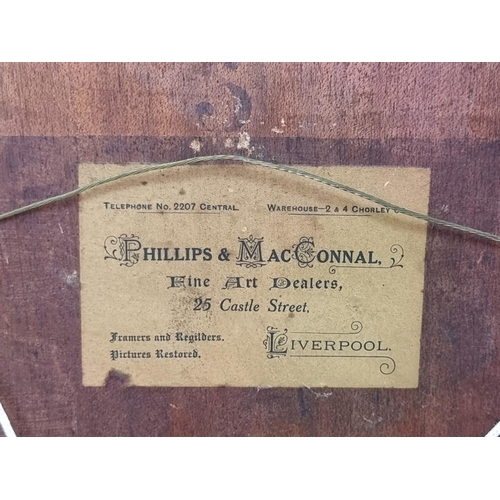 Telephone No. 2207 Central. Warehouse—2 & 4 Chorley
Phillips & MacConnal,
Fine Art Dealers,
25 Castle Street,
Framers and Regilders.
Pictures Restored.
Liverpool.